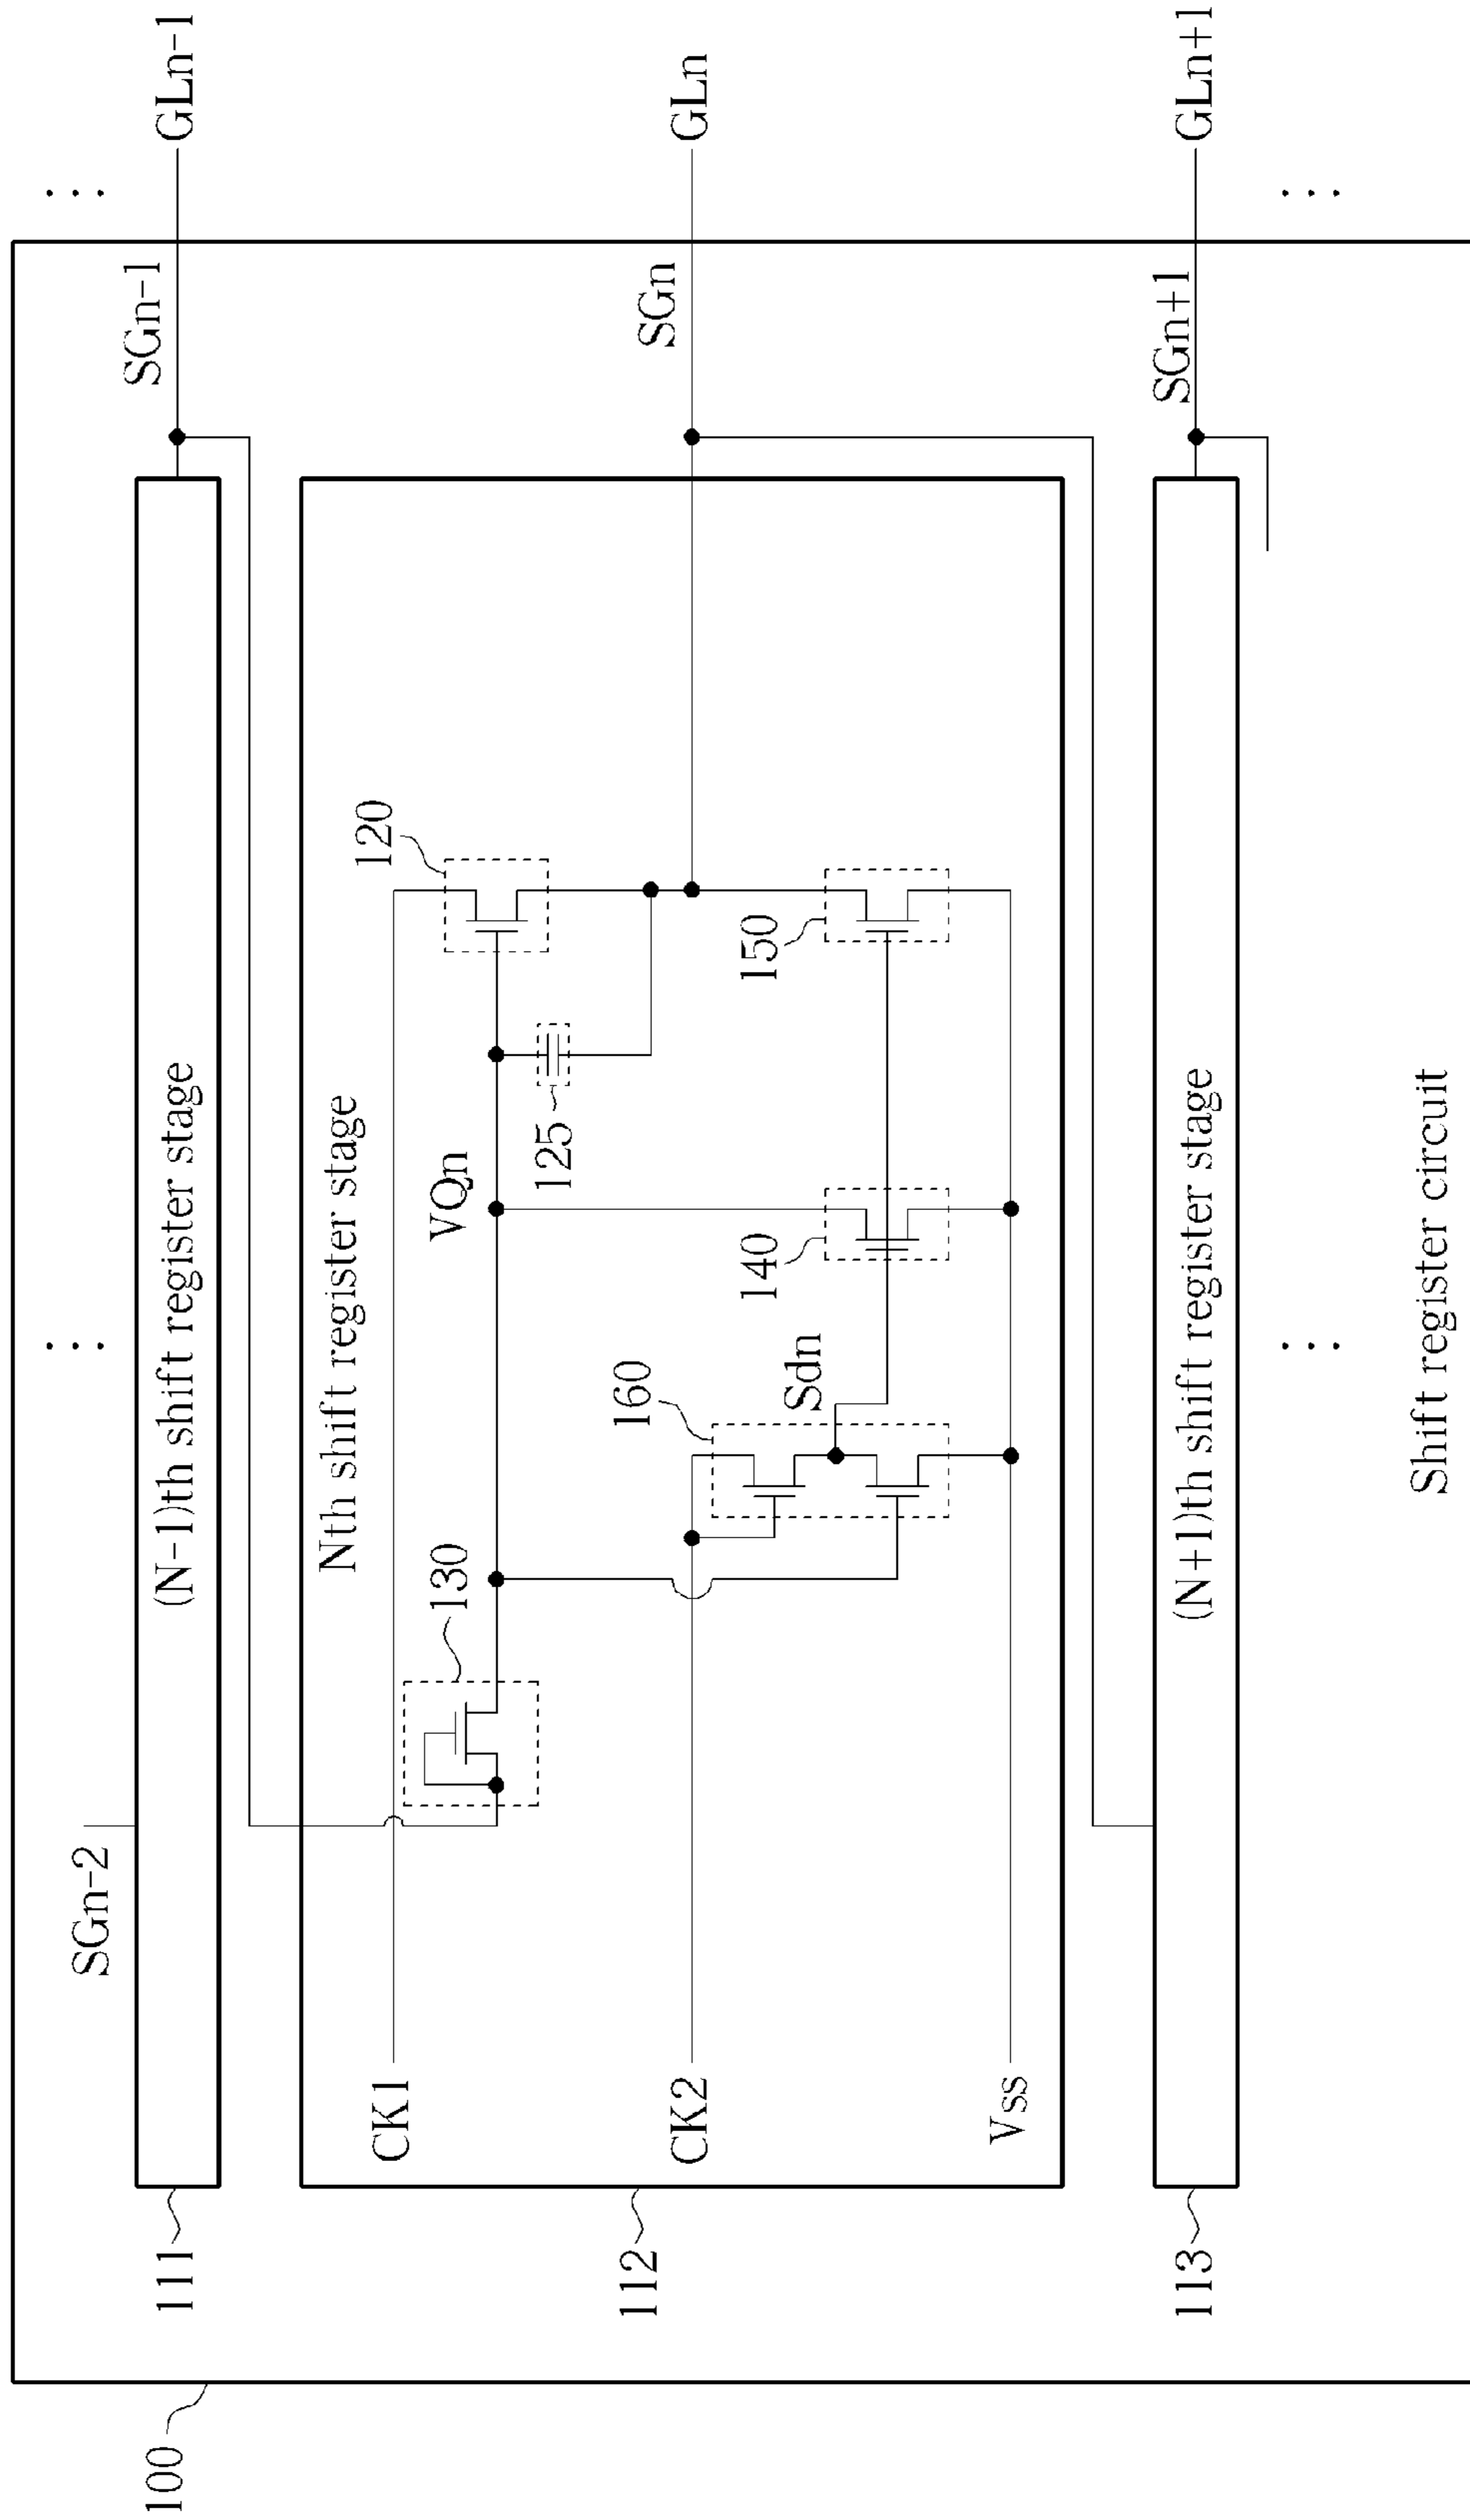 100
SGn-2
⋮
⋮
111
(N-1)th shift register stage
SGn-1
GLn-1
112
Nth shift register stage
CK1
130
VQn
120
125
SGn
GLn
CK2
160
Sdn
140
150
Vss
113
(N+1)th shift register stage
SGn+1
GLn+1
⋮
⋮
Shift register circuit